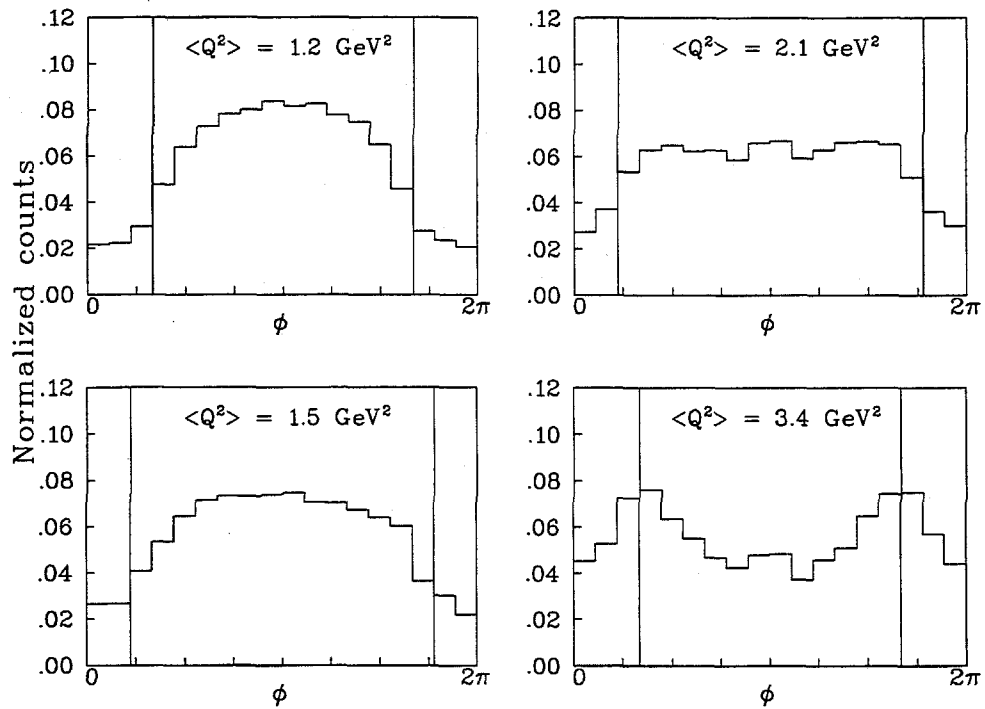 Normalized counts
<Q²> = 1.2 GeV²
.12
.10
.08
.06
.04
.02
.00
0
2π
ϕ
<Q²> = 2.1 GeV²
.12
.10
.08
.06
.04
.02
.00
0
2π
ϕ
<Q²> = 1.5 GeV²
.12
.10
.08
.06
.04
.02
.00
0
2π
ϕ
<Q²> = 3.4 GeV²
.12
.10
.08
.06
.04
.02
.00
0
2π
ϕ